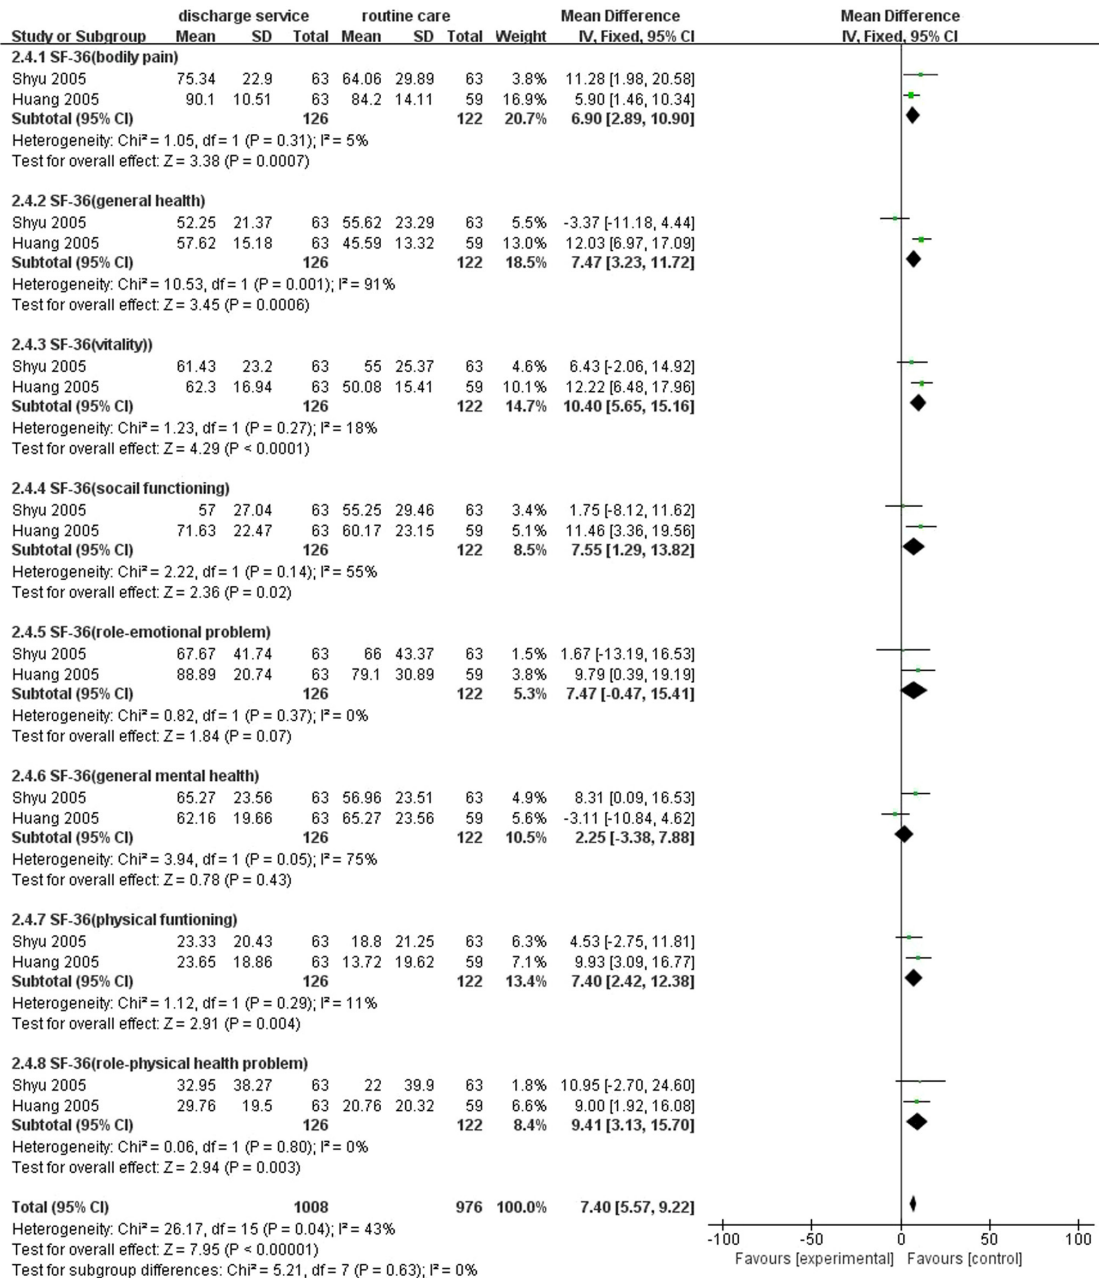 discharge service routine care Mean Difference Mean Difference
Study or Subgroup Mean SD Total Mean SD Total Weight IV, Fixed, 95% CI IV, Fixed, 95% CI
2.4.1 SF-36(bodily pain)
Shyu 2005 75.34 22.9 63 64.06 29.89 63 3.8% 11.28 [1.98, 20.58]
Huang 2005 90.1 10.51 63 84.2 14.11 59 16.9% 5.90 [1.46, 10.34]
Subtotal (95% CI) 126 122 20.7% 6.90 [2.89, 10.90]
Heterogeneity: Chi² = 1.05, df = 1 (P = 0.31); I² = 5%
Test for overall effect: Z = 3.38 (P = 0.0007)
2.4.2 SF-36(general health)
Shyu 2005 52.25 21.37 63 55.62 23.29 63 5.5% -3.37 [-11.18, 4.44]
Huang 2005 57.62 15.18 63 45.59 13.32 59 13.0% 12.03 [6.97, 17.09]
Subtotal (95% CI) 126 122 18.5% 7.47 [3.23, 11.72]
Heterogeneity: Chi² = 10.53, df = 1 (P = 0.001); I² = 91%
Test for overall effect: Z = 3.45 (P = 0.0006)
2.4.3 SF-36(vitality))
Shyu 2005 61.43 23.2 63 55 25.37 63 4.6% 6.43 [-2.06, 14.92]
Huang 2005 62.3 16.94 63 50.08 15.41 59 10.1% 12.22 [6.48, 17.96]
Subtotal (95% CI) 126 122 14.7% 10.40 [5.65, 15.16]
Heterogeneity: Chi² = 1.23, df = 1 (P = 0.27); I² = 18%
Test for overall effect: Z = 4.29 (P < 0.0001)
2.4.4 SF-36(socail functioning)
Shyu 2005 57 27.04 63 55.25 29.46 63 3.4% 1.75 [-8.12, 11.62]
Huang 2005 71.63 22.47 63 60.17 23.15 59 5.1% 11.46 [3.36, 19.56]
Subtotal (95% CI) 126 122 8.5% 7.55 [1.29, 13.82]
Heterogeneity: Chi² = 2.22, df = 1 (P = 0.14); I² = 55%
Test for overall effect: Z = 2.36 (P = 0.02)
2.4.5 SF-36(role-emotional problem)
Shyu 2005 67.67 41.74 63 66 43.37 63 1.5% 1.67 [-13.19, 16.53]
Huang 2005 88.89 20.74 63 79.1 30.89 59 3.8% 9.79 [0.39, 19.19]
Subtotal (95% CI) 126 122 5.3% 7.47 [-0.47, 15.41]
Heterogeneity: Chi² = 0.82, df = 1 (P = 0.37); I² = 0%
Test for overall effect: Z = 1.84 (P = 0.07)
2.4.6 SF-36(general mental health)
Shyu 2005 65.27 23.56 63 56.96 23.51 63 4.9% 8.31 [0.09, 16.53]
Huang 2005 62.16 19.66 63 65.27 23.56 59 5.6% -3.11 [-10.84, 4.62]
Subtotal (95% CI) 126 122 10.5% 2.25 [-3.38, 7.88]
Heterogeneity: Chi² = 3.94, df = 1 (P = 0.05); I² = 75%
Test for overall effect: Z = 0.78 (P = 0.43)
2.4.7 SF-36(physical funtioning)
Shyu 2005 23.33 20.43 63 18.8 21.25 63 6.3% 4.53 [-2.75, 11.81]
Huang 2005 23.65 18.86 63 13.72 19.62 59 7.1% 9.93 [3.09, 16.77]
Subtotal (95% CI) 126 122 13.4% 7.40 [2.42, 12.38]
Heterogeneity: Chi² = 1.12, df = 1 (P = 0.29); I² = 11%
Test for overall effect: Z = 2.91 (P = 0.004)
2.4.8 SF-36(role-physical health problem)
Shyu 2005 32.95 38.27 63 22 39.9 63 1.8% 10.95 [-2.70, 24.60]
Huang 2005 29.76 19.5 63 20.76 20.32 59 6.6% 9.00 [1.92, 16.08]
Subtotal (95% CI) 126 122 8.4% 9.41 [3.13, 15.70]
Heterogeneity: Chi² = 0.06, df = 1 (P = 0.80); I² = 0%
Test for overall effect: Z = 2.94 (P = 0.003)
Total (95% CI) 1008 976 100.0% 7.40 [5.57, 9.22]
Heterogeneity: Chi² = 26.17, df = 15 (P = 0.04); I² = 43%
Test for overall effect: Z = 7.95 (P < 0.00001)
Test for subgroup differences: Chi² = 5.21, df = 7 (P = 0.63); I² = 0%
-100 -50 0 50 100
Favours [experimental] Favours [control]